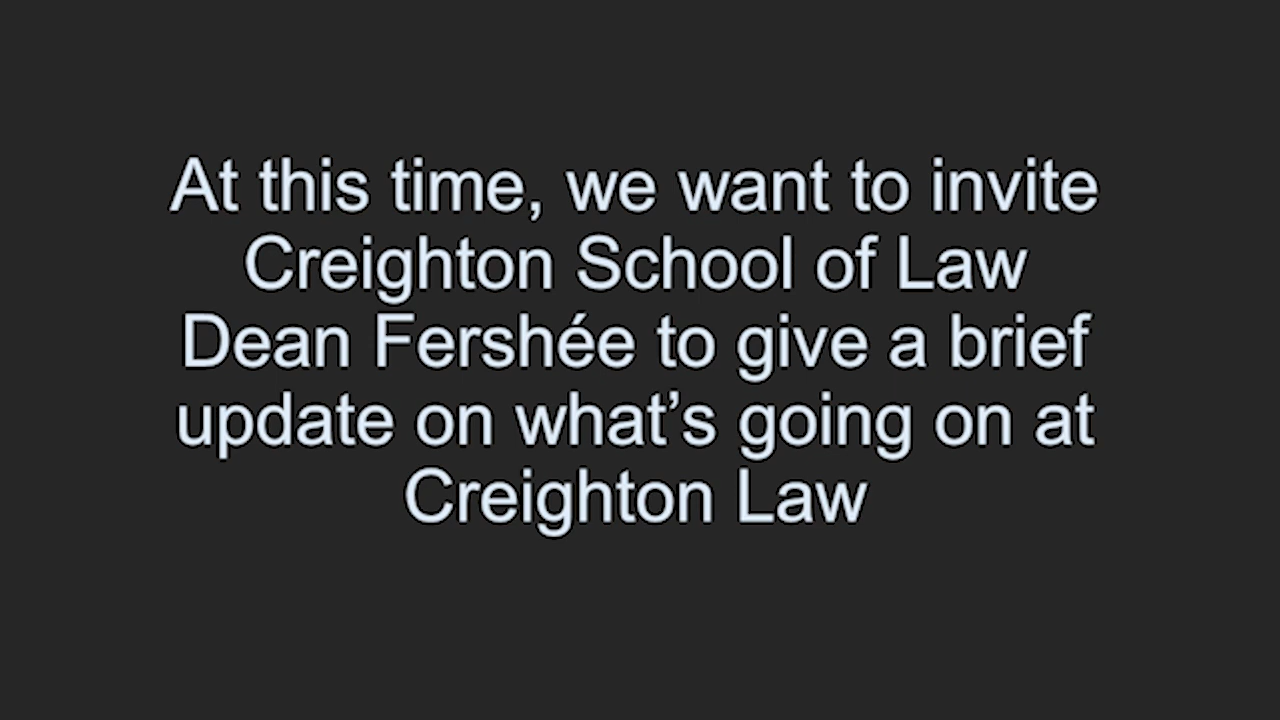 At this time, we want to invite
Creighton School of Law
Dean Fershée to give a brief
update on what’s going on at
Creighton Law